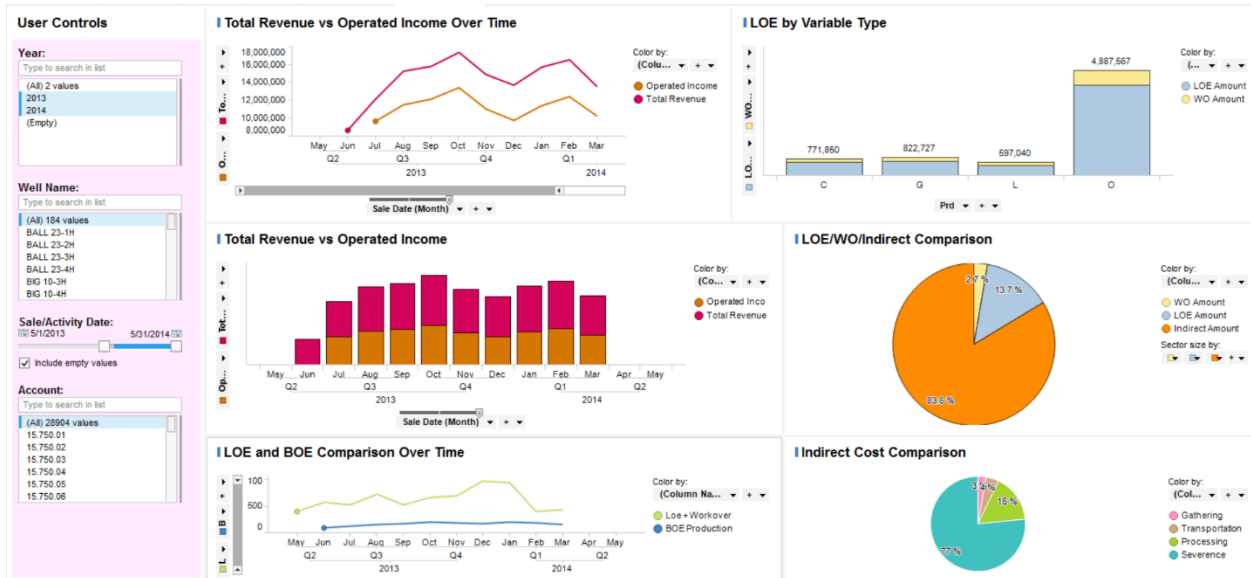 User Controls
Year:
Type to search in list
(All) 2 values
2013
2014
(Empty)
Well Name:
Type to search in list
(All) 184 values
BALL 23-1H
BALL 23-2H
BALL 23-3H
BALL 23-4H
BIG 10-3H
BIG 10-4H
Sale/Activity Date:
5/1/2013 5/31/2014
Include empty values
Account:
Type to search in list
(All) 28904 values
15.750.01
15.750.02
15.750.03
15.750.04
15.750.05
15.750.06
Total Revenue vs Operated Income Over Time
18,000,000
16,000,000
14,000,000
12,000,000
10,000,000
8,000,000
To...
O...
May Jun Jul Aug Sep Oct Nov Dec Jan Feb Mar
Q2 Q3 Q4 Q1
2013 2014
Sale Date (Month) +
Color by:
(Colu... +
Operated Income
Total Revenue
LOE by Variable Type
WO...
LO...
771,850
822,727
597,040
4,887,567
C G L O
Prd +
Color by:
(... +
LOE Amount
WO Amount
Total Revenue vs Operated Income
Tot...
Op...
May Jun Jul Aug Sep Oct Nov Dec Jan Feb Mar Apr May
Q2 Q3 Q4 Q1 Q2
2013 2014
Sale Date (Month) +
Color by:
(Co... +
Operated Inco
Total Revenue
LOE/WO/Indirect Comparison
2.7 %
13.7 %
83.6 %
Color by:
(Colu... +
WO Amount
LOE Amount
Indirect Amount
Sector size by:
+
LOE and BOE Comparison Over Time
B
L
100
500
0
May Jun Jul Aug Sep Oct Nov Dec Jan Feb Mar Apr May
Q2 Q3 Q4 Q1 Q2
2013 2014
Color by:
(Column Na... +
Loe + Workover
BOE Production
Indirect Cost Comparison
4 %
16 %
77 %
Color by:
(Col... +
Gathering
Transportation
Processing
Severence